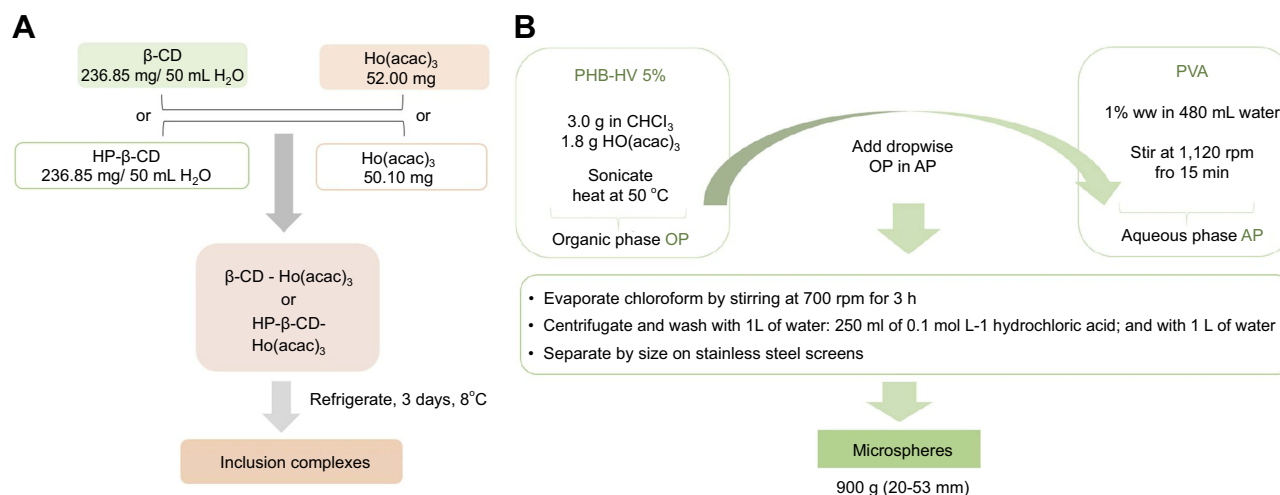 A
β-CD
236.85 mg/ 50 mL H₂O
Ho(acac)₃
52.00 mg
or
or
HP-β-CD
236.85 mg/ 50 mL H₂O
Ho(acac)₃
50.10 mg
β-CD - Ho(acac)₃
or
HP-β-CD-
Ho(acac)₃
Refrigerate, 3 days, 8°C
Inclusion complexes
B
PHB-HV 5%
3.0 g in CHCl₃
1.8 g HO(acac)₃
Sonicate
heat at 50 °C
Organic phase OP
Add dropwise
OP in AP
PVA
1% ww in 480 mL water
Stir at 1,120 rpm
fro 15 min
Aqueous phase AP
• Evaporate chloroform by stirring at 700 rpm for 3 h
• Centrifugate and wash with 1L of water: 250 ml of 0.1 mol L-1 hydrochloric acid; and with 1 L of water
• Separate by size on stainless steel screens
Microspheres
900 g (20-53 mm)